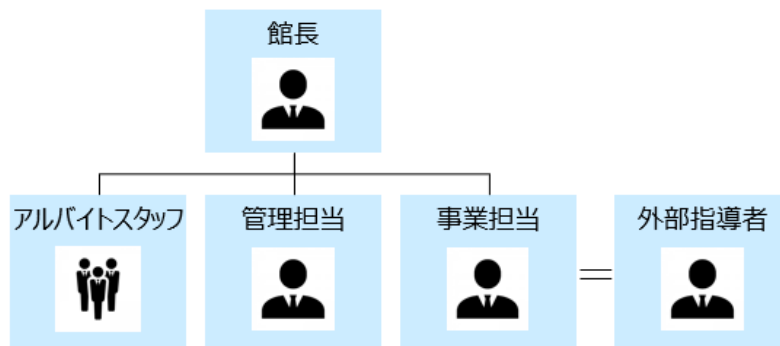 館長
アルバイトスタッフ
管理担当
事業担当
外部指導者